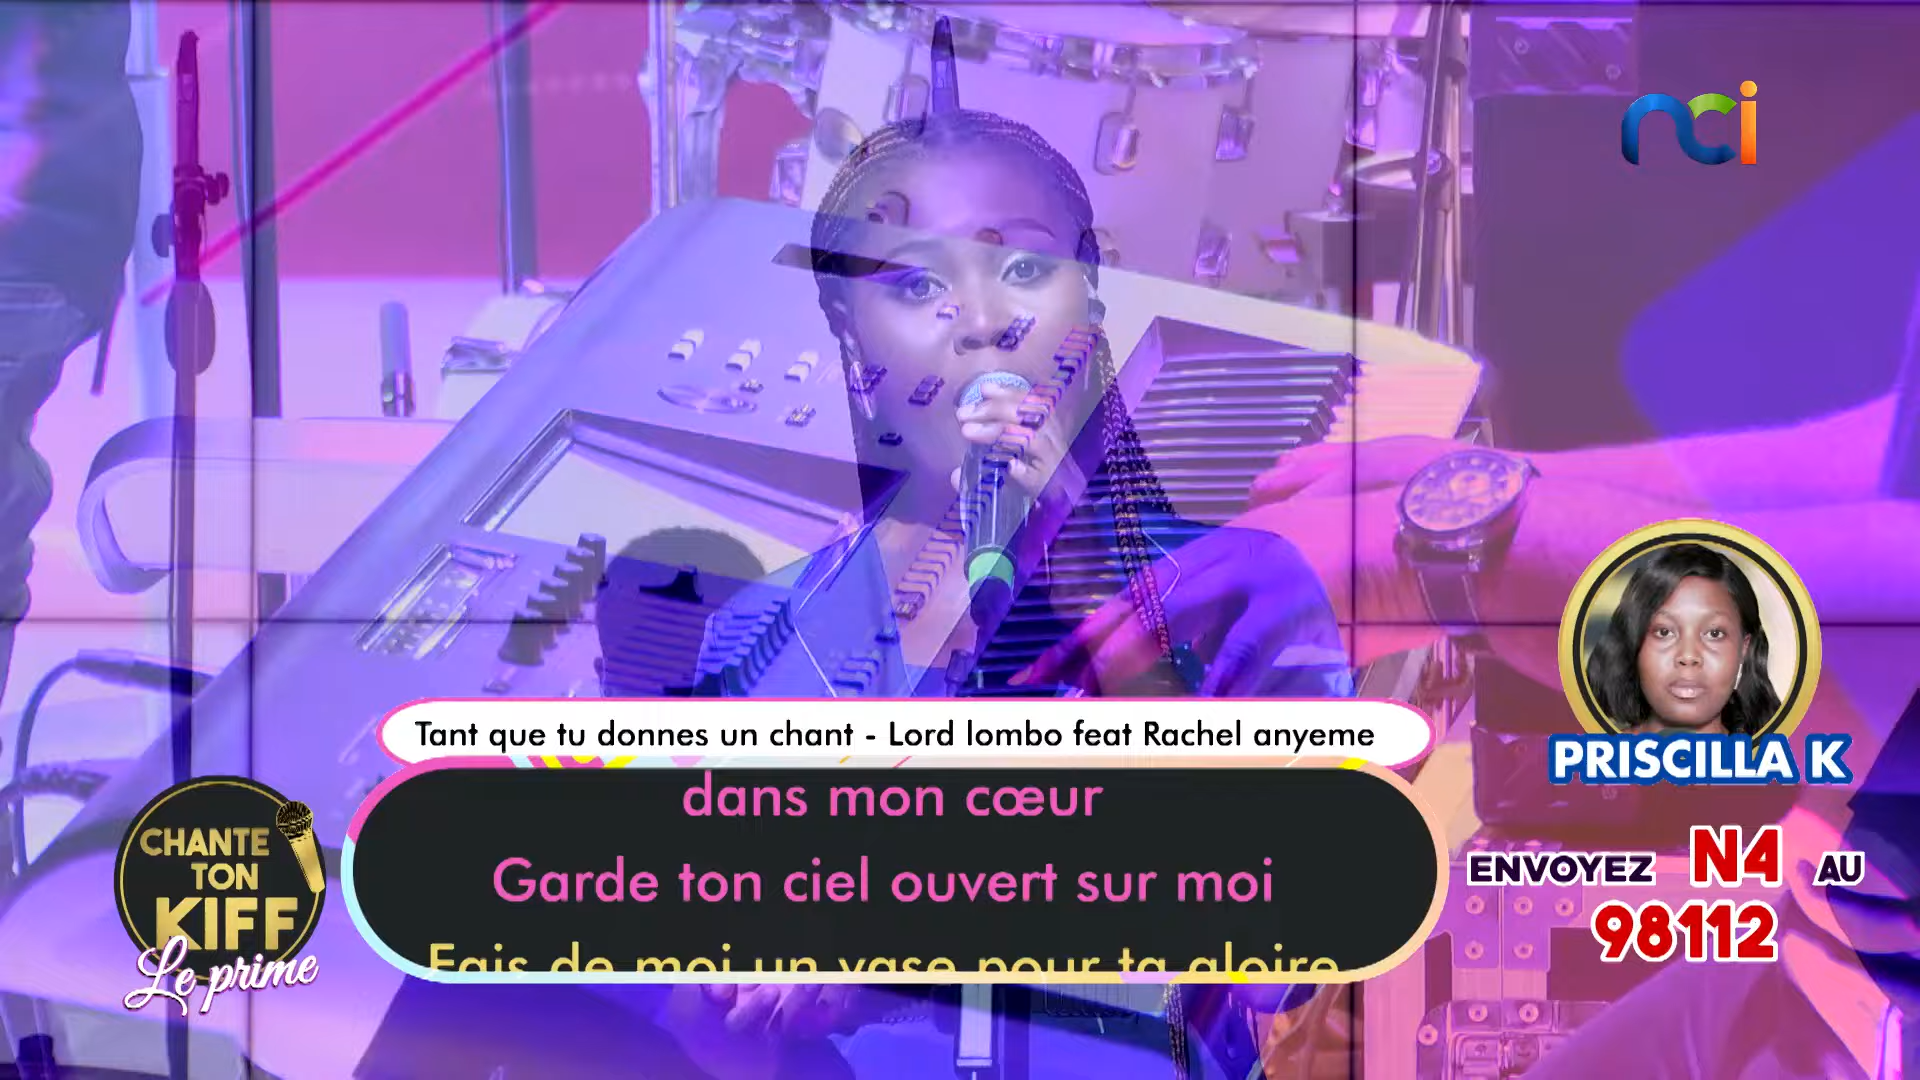 nci
Tant que tu donnes un chant - Lord lombo feat Rachel anyeme
dans mon cœur
Garde ton ciel ouvert sur moi
Fais de moi un vase pour ta gloire
CHANTE
TON
KIFF
Le prime
PRISCILLA K
ENVOYEZ N4 AU
98112